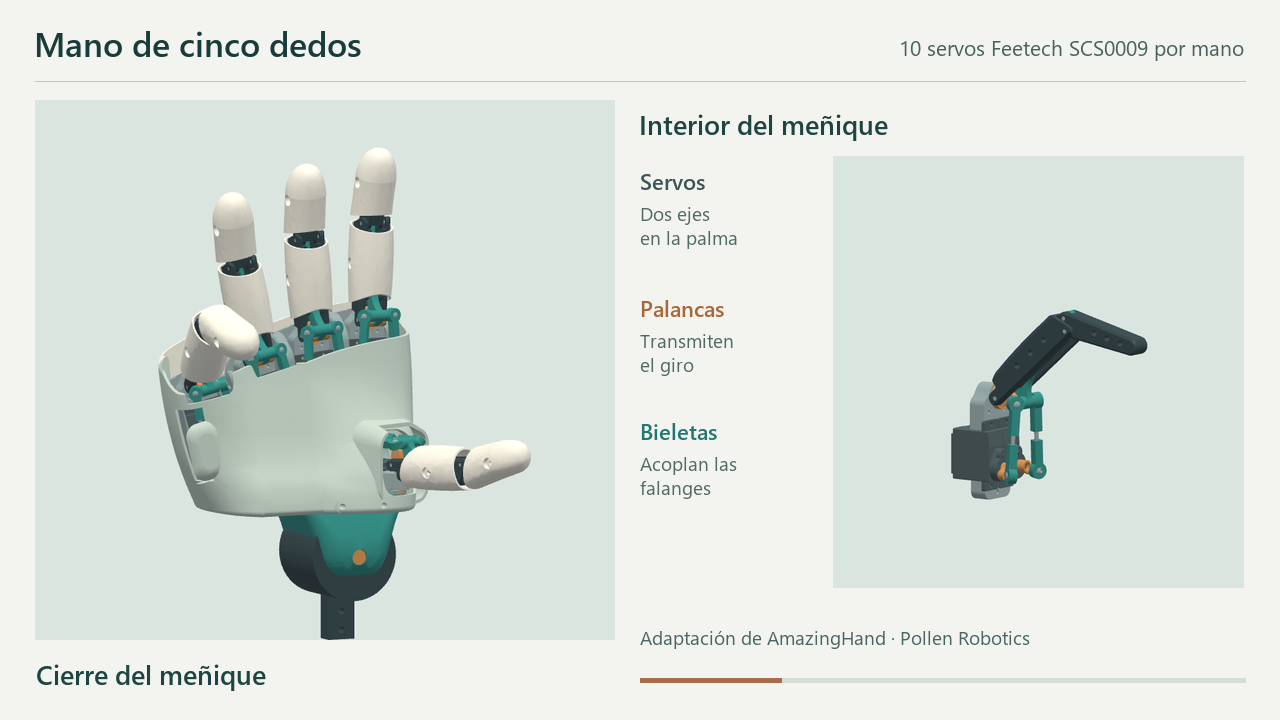 Mano de cinco dedos
10 servos Feetech SCS0009 por mano
Interior del meñique
Servos
Dos ejes
en la palma
Palancas
Transmiten
el giro
Bieletas
Acoplan las
falanges
Adaptación de AmazingHand · Pollen Robotics
Cierre del meñique